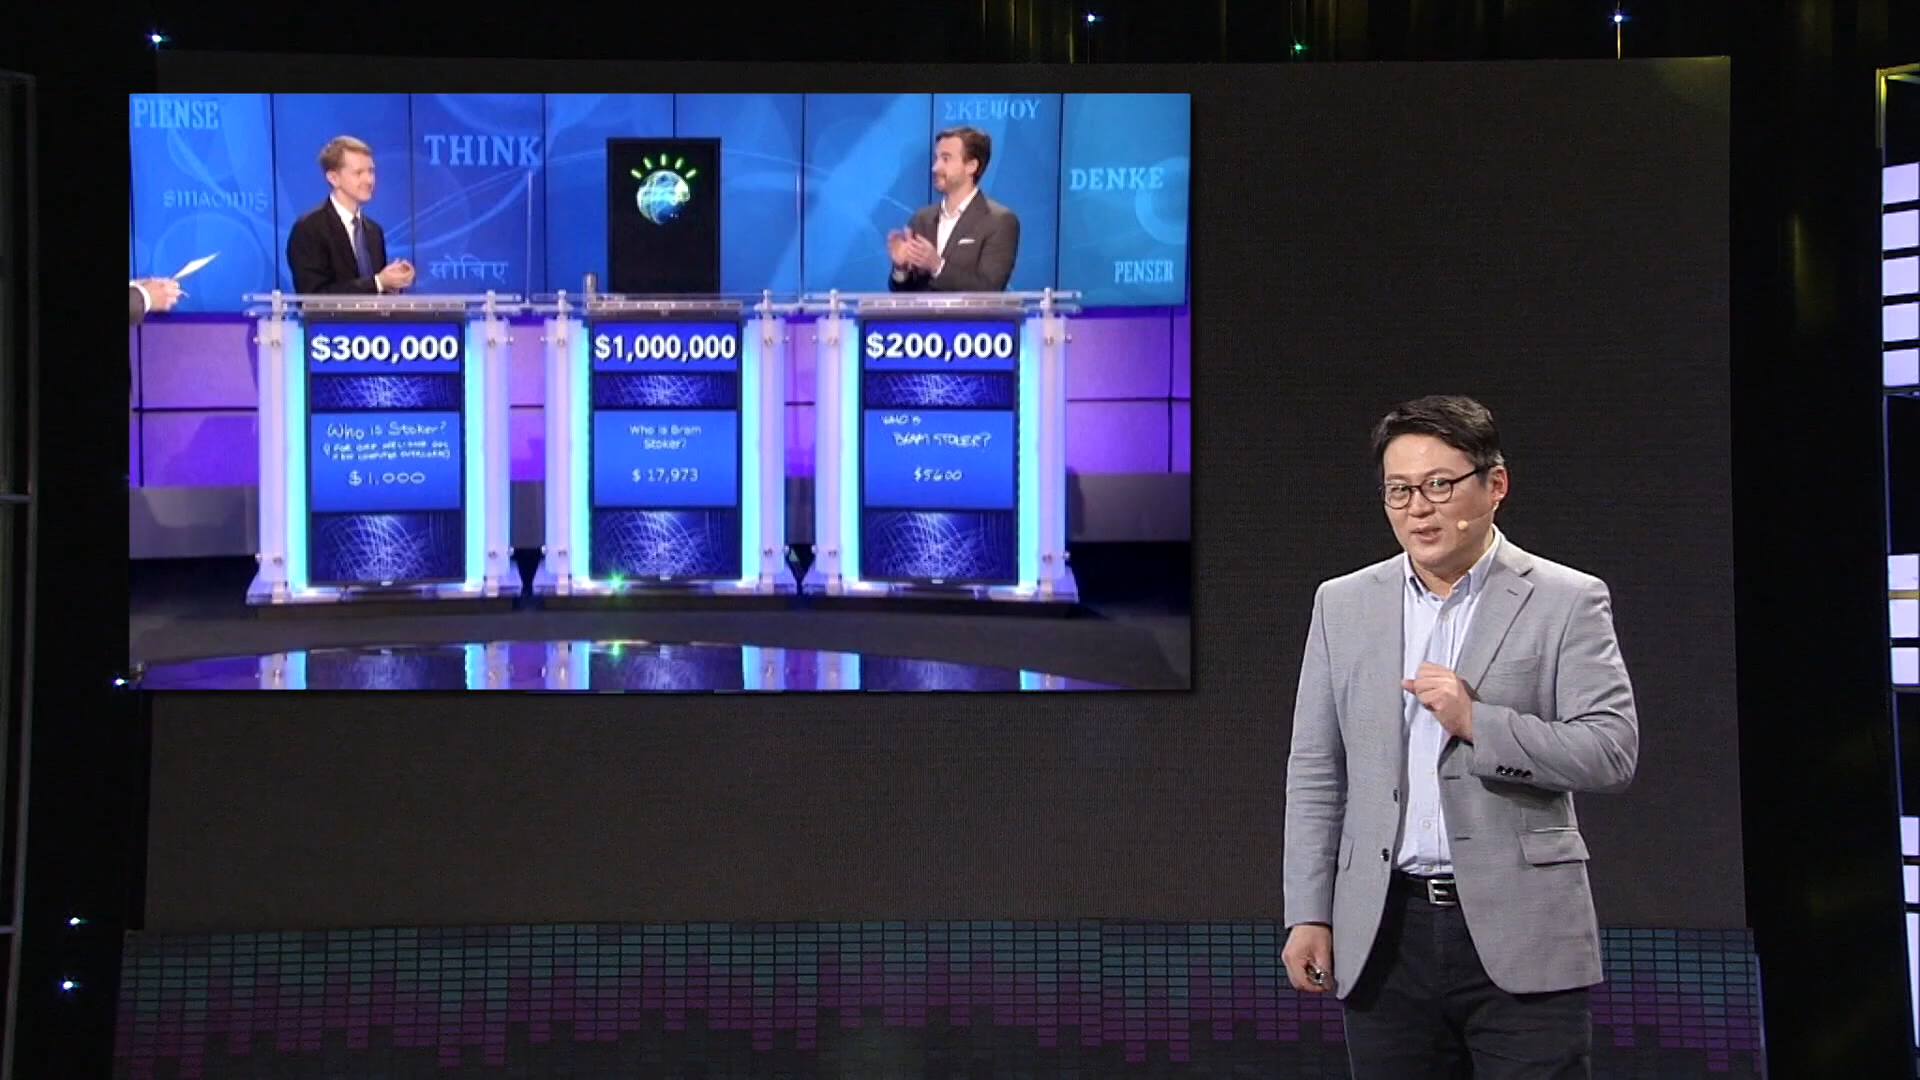 PIENSE
THINK
ΣΚΕΨΟΥ
DENKE
सोचिए
PENSER
$300,000
$1,000,000
$200,000
Who is Stoker?
$1,000
Who is Bram
Stoker?
$ 17,973
WHO IS
BRAM STOKER?
$5600